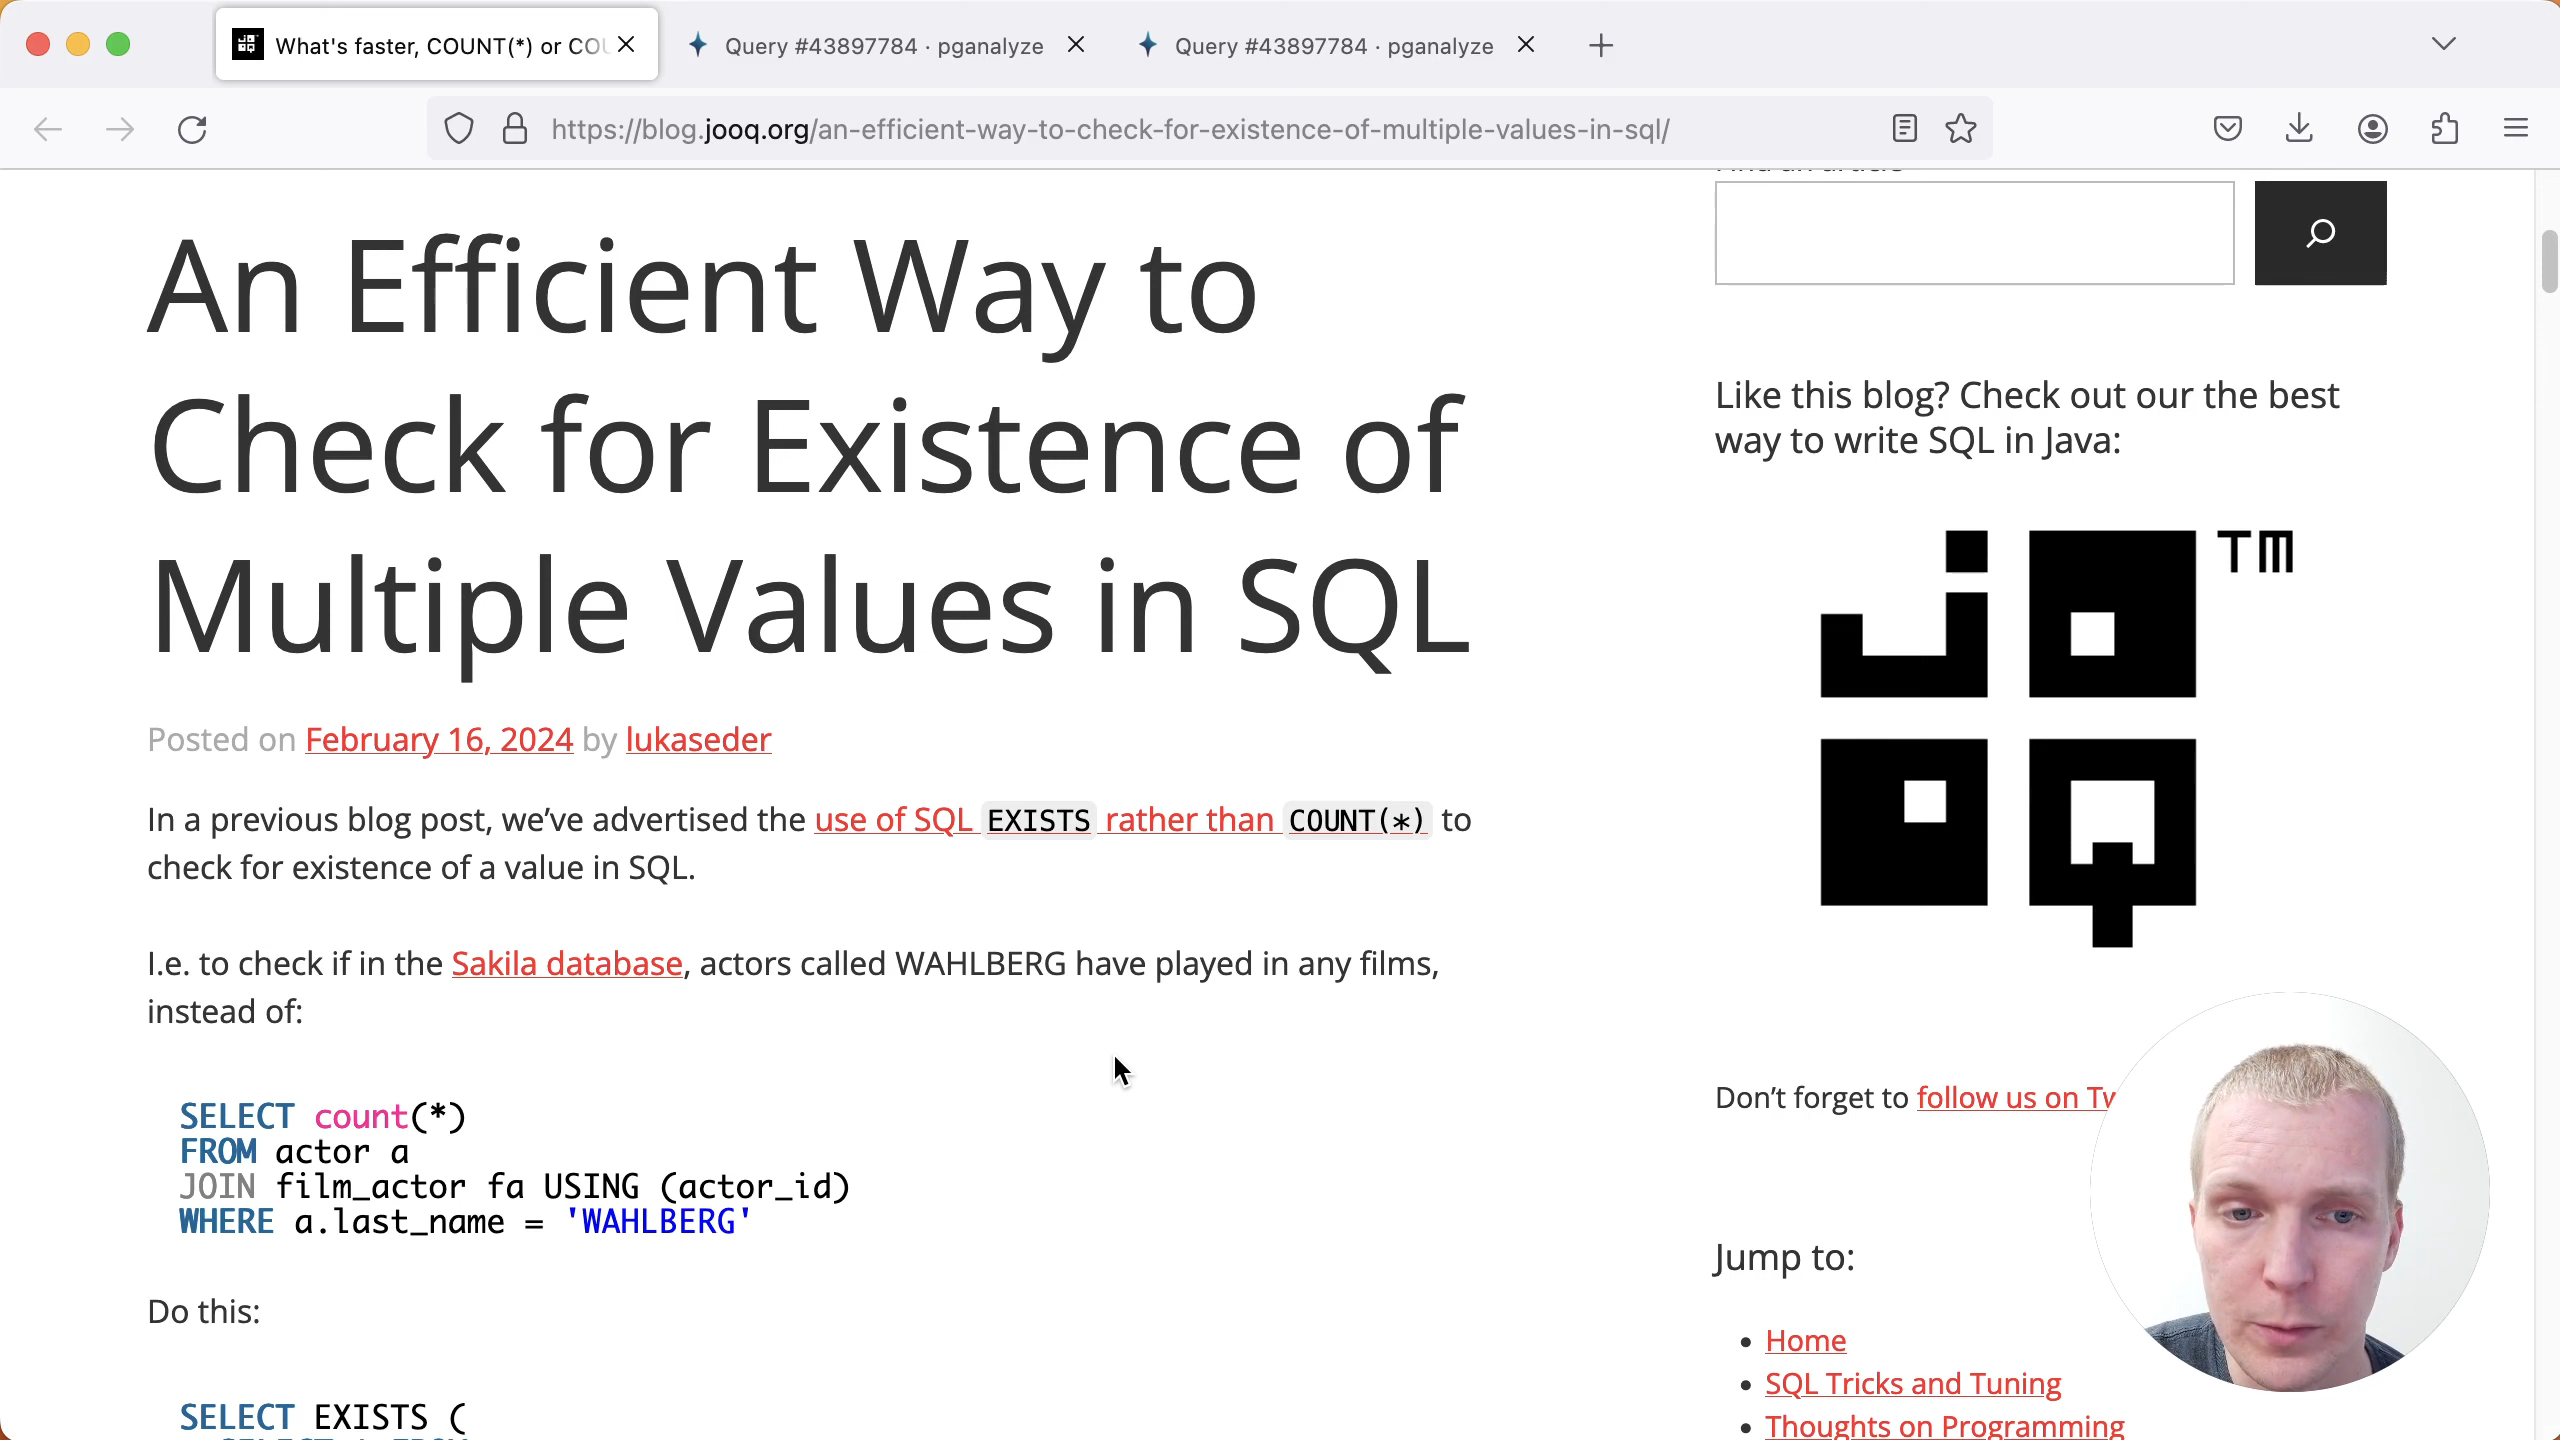 What's faster, COUNT(*) or COU
Query #43897784 · pganalyze
Query #43897784 · pganalyze
https://blog.jooq.org/an-efficient-way-to-check-for-existence-of-multiple-values-in-sql/
An Efficient Way to
Check for Existence of
Multiple Values in SQL
Posted on February 16, 2024 by lukaseder
In a previous blog post, we’ve advertised the use of SQL EXISTS rather than COUNT(*) to
check for existence of a value in SQL.
I.e. to check if in the Sakila database, actors called WAHLBERG have played in any films,
instead of:
SELECT count(*)
FROM actor a
JOIN film_actor fa USING (actor_id)
WHERE a.last_name = 'WAHLBERG'
Do this:
SELECT EXISTS (
Like this blog? Check out our the best
way to write SQL in Java:
jOOQ TM
Don’t forget to follow us on Tw
Jump to:
• Home
• SQL Tricks and Tuning
• Thoughts on Programming